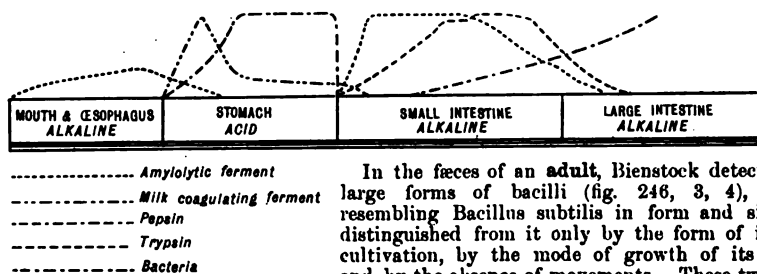 MOUTH & ŒSOPHAGUS
ALKALINE
STOMACH
ACID
SMALL INTESTINE
ALKALINE
LARGE INTESTINE
ALKALINE
Amylolytic ferment
Milk coagulating ferment
Pepsin
Trypsin
Bacteria
In the fæces of an adult, Bienstock detec
large forms of bacilli (fig. 246, 3, 4),
resembling Bacillus subtilis in form and si
distinguished from it only by the form of i
cultivation, by the mode of growth of its
and by the absence of movements. These tw